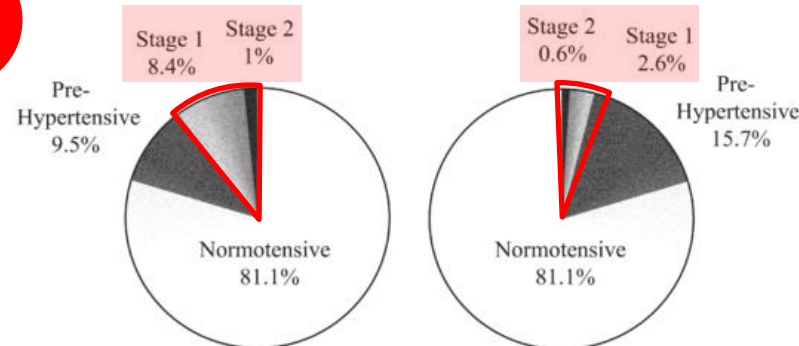 Stage 1
8.4%
Stage 2
1%
Pre-
Hypertensive
9.5%
Normotensive
81.1%
Stage 2
0.6%
Stage 1
2.6%
Pre-
Hypertensive
15.7%
Normotensive
81.1%